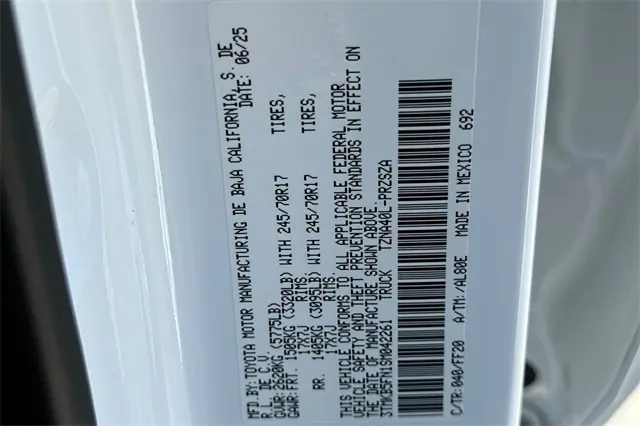 MFD.BY: TOYOTA MOTOR MANUFACTURING DE BAJA CALIFORNIA, S. DE
R.L. DE C.V. DATE: 06/25
GVWR: 2620KG (5775LB)
GAWR: FRT. 1505KG (3320LB) WITH 245/70R17 TIRES,
17X7J RIMS
RR. 1405KG (3095LB) WITH 245/70R17 TIRES,
17X7J RIMS
THIS VEHICLE CONFORMS TO ALL APPLICABLE FEDERAL MOTOR
VEHICLE SAFETY AND THEFT PREVENTION STANDARDS IN EFFECT ON
THE DATE OF MANUFACTURE SHOWN ABOVE.
3TMKB5FN1SM042261 TRUCK TZNA40L-PRZSZA
C/TR: 040/FF20 A/TM: /AL80E MADE IN MEXICO 692